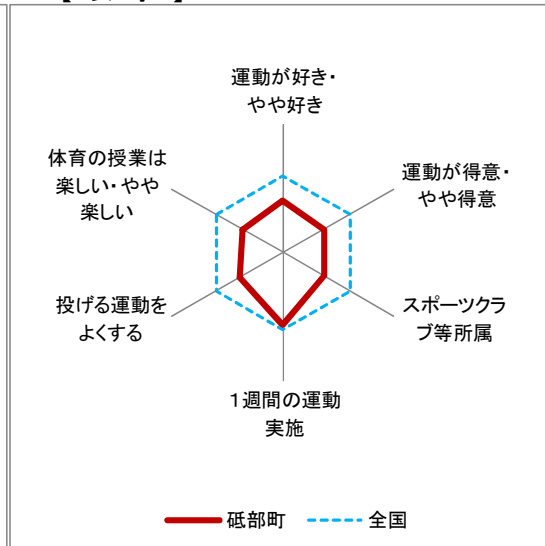 運動が好き・
やや好き
運動が得意・
やや得意
スポーツクラ
ブ等所属
1週間の運動
実施
投げる運動を
よくする
体育の授業は
楽しい・やや
楽しい
砥部町
全国